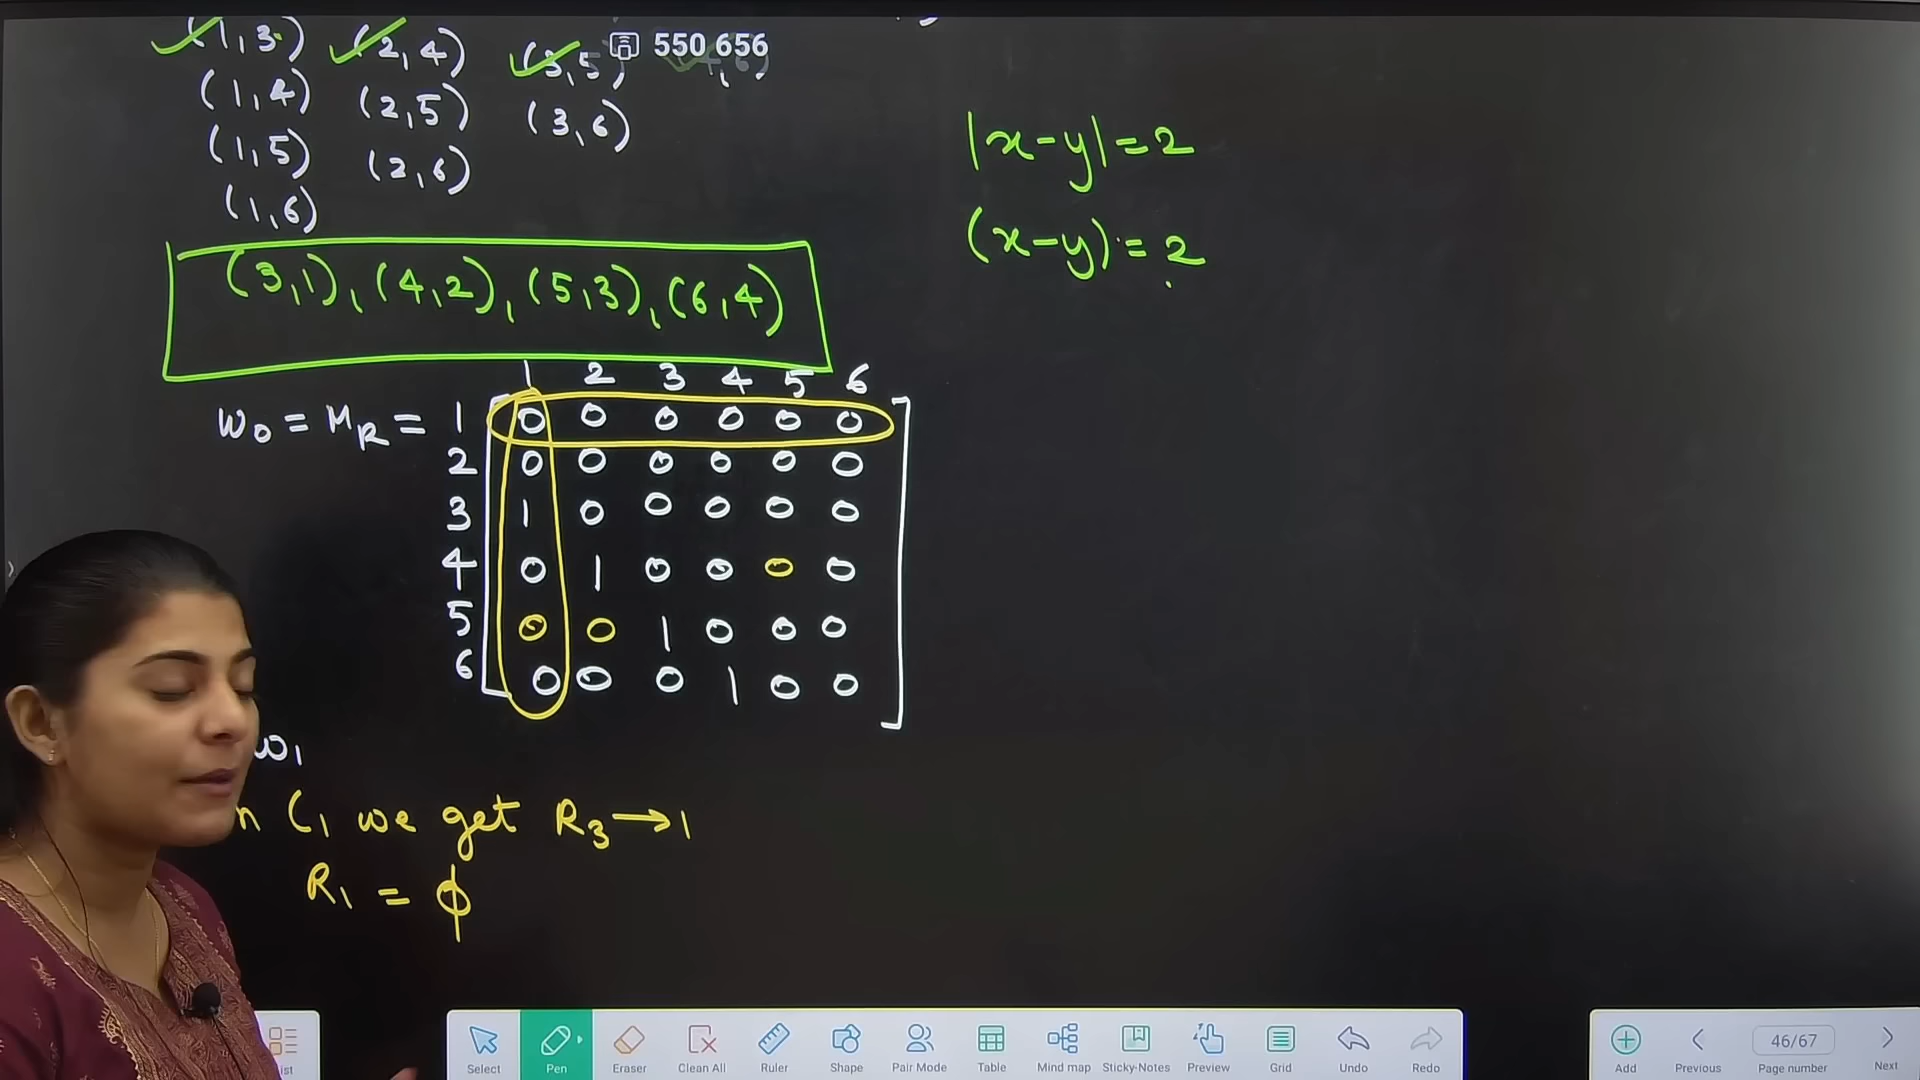 (1,3) (2,4) (3,5) 550 656
(1,4) (2,5) (3,6)
(1,5) (2,6)
(1,6)
|x-y|=2
(x-y)=2
(3,1), (4,2), (5,3), (6,4)
1 2 3 4 5 6
W0 = MR = 1 0 0 0 0 0 0
2 0 0 0 0 0 0
3 1 0 0 0 0 0
4 0 1 0 0 0 0
5 0 0 1 0 0 0
6 0 0 0 1 0 0
W1
C1 we get R3→1
R1 = ϕ
Select Pen Eraser Clean All Ruler Shape Pair Mode Table Mind map Sticky-Notes Preview Grid Undo Redo
Add Previous 46/67 Page number Next